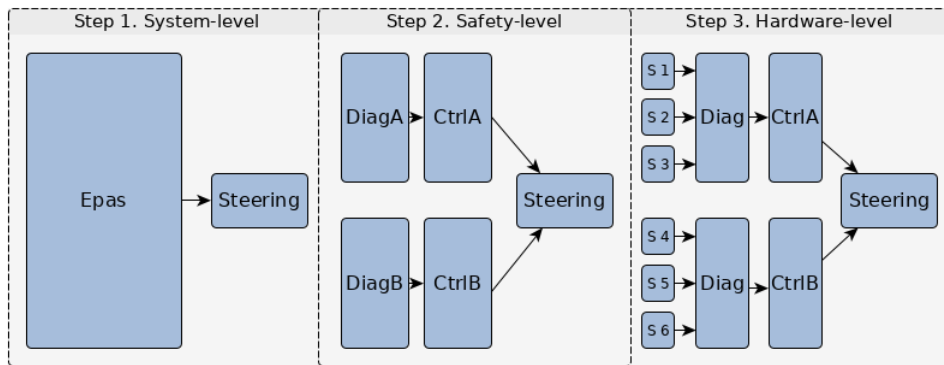 Step 1. System-level
Epas
Steering
Step 2. Safety-level
DiagA
CtrlA
DiagB
CtrlB
Steering
Step 3. Hardware-level
S 1
S 2
S 3
Diag
CtrlA
S 4
S 5
S 6
Diag
CtrlB
Steering